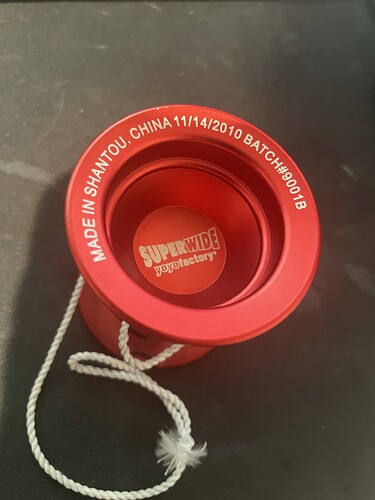 MADE IN SHANTOU. CHINA 11/14/2010 BATCH#9001B
SUPERWIDE
yoyofactory